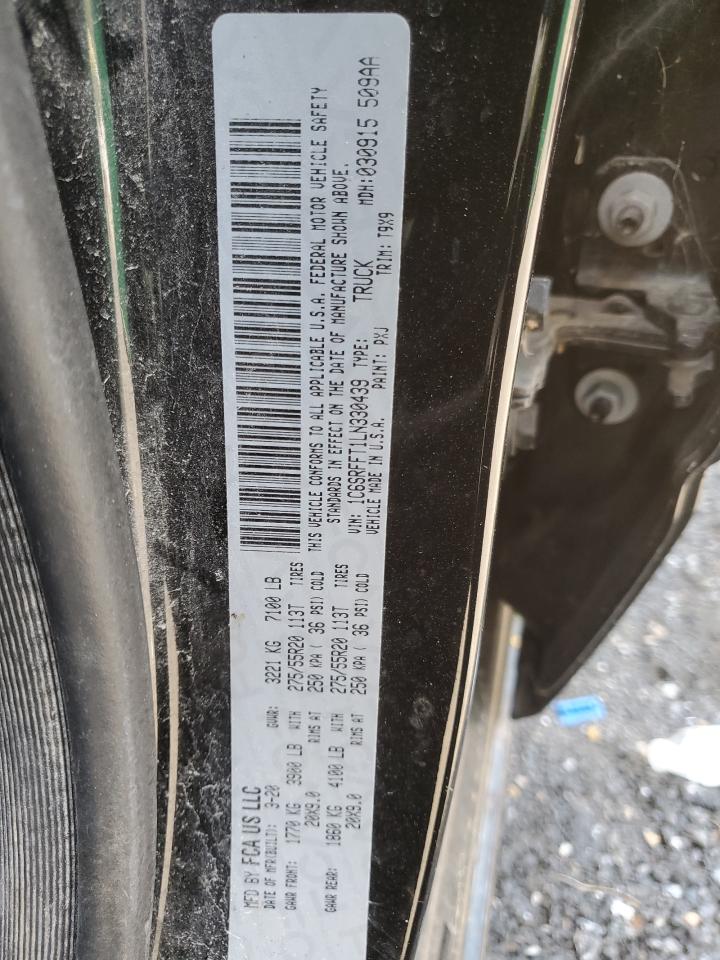 MFD BY FCA US LLC
DATE OF MFR(BUILT): 3-20 GVWR: 3221 KG 7100 LB
GAWR FRONT: 1770 KG 3900 LB WITH 275/55R20 113T TIRES
20X9.0 RIMS AT 250 KPA ( 36 PSI) COLD
GAWR REAR: 1860 KG 4100 LB WITH 275/55R20 113T TIRES
20X9.0 RIMS AT 250 KPA ( 36 PSI) COLD
THIS VEHICLE CONFORMS TO ALL APPLICABLE U.S.A. FEDERAL MOTOR VEHICLE SAFETY
STANDARDS IN EFFECT ON THE DATE OF MANUFACTURE SHOWN ABOVE.
VIN: 1C6SRFFT1LN330439 TYPE: TRUCK MDH:030915 509AA
VEHICLE MADE IN U.S.A. PAINT: PXJ TRIM: T9X9